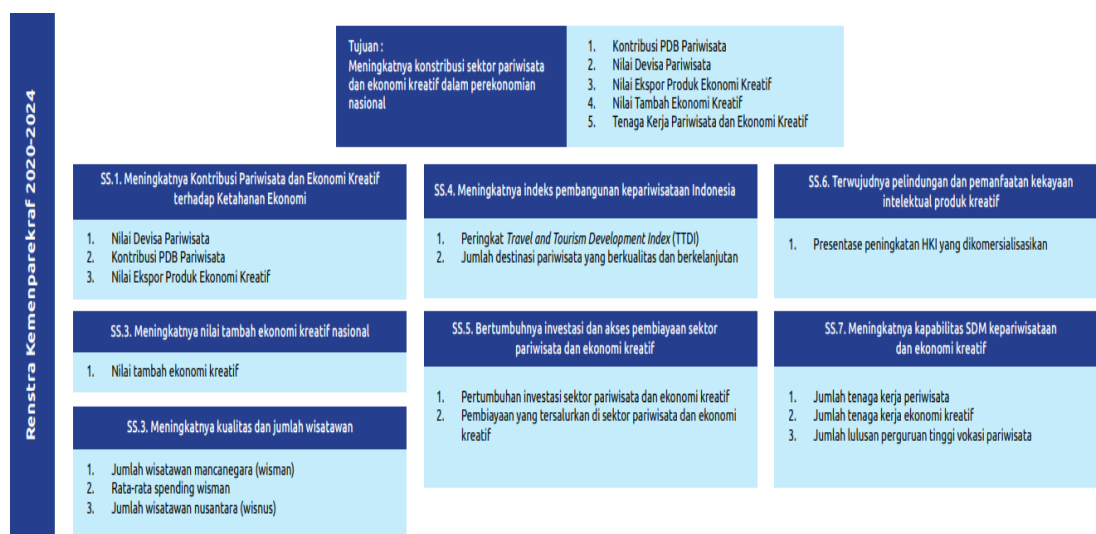 Renstra Kemenparekraf 2020-2024
Tujuan :
Meningkatnya konstribusi sektor pariwisata
dan ekonomi kreatif dalam perekonomian
nasional
1. Kontribusi PDB Pariwisata
2. Nilai Devisa Pariwisata
3. Nilai Ekspor Produk Ekonomi Kreatif
4. Nilai Tambah Ekonomi Kreatif
5. Tenaga Kerja Pariwisata dan Ekonomi Kreatif
SS.1. Meningkatnya Kontribusi Pariwisata dan Ekonomi Kreatif
terhadap Ketahanan Ekonomi
1. Nilai Devisa Pariwisata
2. Kontribusi PDB Pariwisata
3. Nilai Ekspor Produk Ekonomi Kreatif
SS.3. Meningkatnya nilai tambah ekonomi kreatif nasional
1. Nilai tambah ekonomi kreatif
SS.3. Meningkatnya kualitas dan jumlah wisatawan
1. Jumlah wisatawan mancanegara (wisman)
2. Rata-rata spending wisman
3. Jumlah wisatawan nusantara (wisnus)
SS.4. Meningkatnya indeks pembangunan kepariwisataan Indonesia
1. Peringkat Travel and Tourism Development Index (TTDI)
2. Jumlah destinasi pariwisata yang berkualitas dan berkelanjutan
SS.5. Bertumbuhnya investasi dan akses pembiayaan sektor
pariwisata dan ekonomi kreatif
1. Pertumbuhan investasi sektor pariwisata dan ekonomi kreatif
2. Pembiayaan yang tersalurkan di sektor pariwisata dan ekonomi
kreatif
SS.6. Terwujudnya pelindungan dan pemanfaatan kekayaan
intelektual produk kreatif
1. Presentase peningkatan HKI yang dikomersialisasikan
SS.7. Meningkatnya kapabilitas SDM kepariwisataan
dan ekonomi kreatif
1. Jumlah tenaga kerja periwisata
2. Jumlah tenaga kerja ekonomi kreatif
3. Jumlah lulusan perguruan tinggi vokasi pariwisata